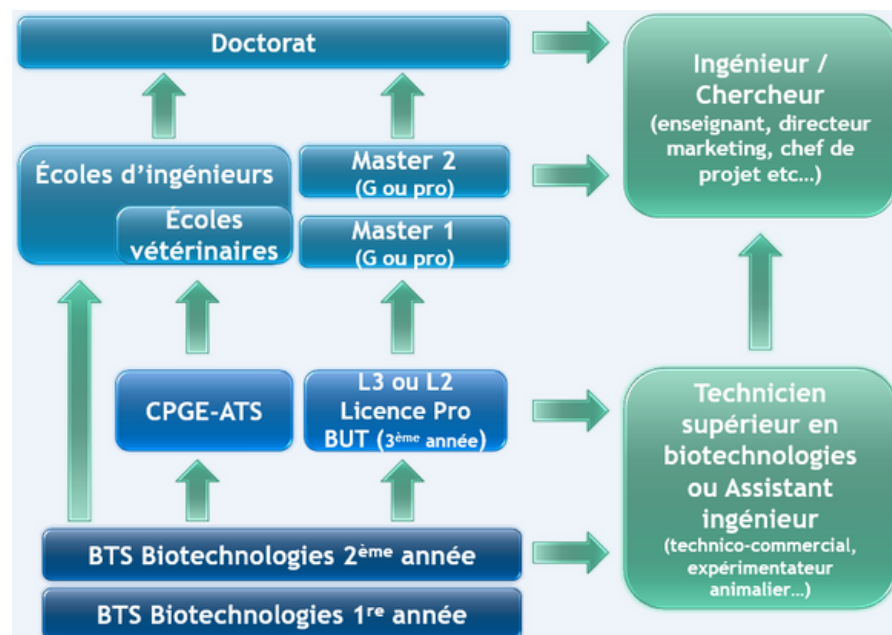 Doctorat
Ingénieur /
Chercheur
(enseignant, directeur
marketing, chef de
projet etc...)
Écoles d'ingénieurs
Écoles
vétérinaires
Master 2
(G ou pro)
Master 1
(G ou pro)
CPGE-ATS
L3 ou L2
Licence Pro
BUT (3ème année)
Technicien
supérieur en
biotechnologies
ou Assistant
ingénieur
(technico-commercial,
expérimentateur
animalier...)
BTS Biotechnologies 2ème année
BTS Biotechnologies 1re année